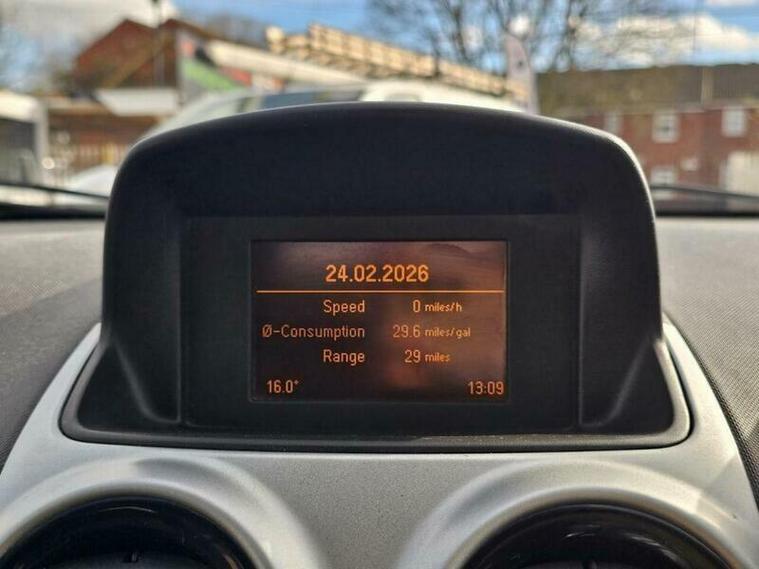 24.02.2026
Speed 0 miles/h
Ø-Consumption 29.6 miles/gal
Range 29 miles
16.0° 13:09